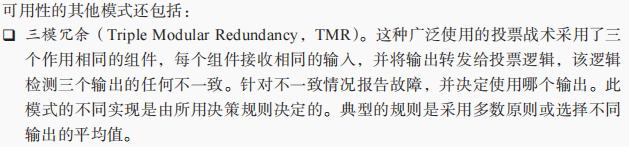 可用性的其他模式还包括：
❑ 三模冗余（Triple Modular Redundancy，TMR）。这种广泛使用的投票战术采用了三
个作用相同的组件，每个组件接收相同的输入，并将输出转发给投票逻辑，该逻辑
检测三个输出的任何不一致。针对不一致情况报告故障，并决定使用哪个输出。此
模式的不同实现是由所用决策规则决定的。典型的规则是采用多数原则或选择不同
输出的平均值。